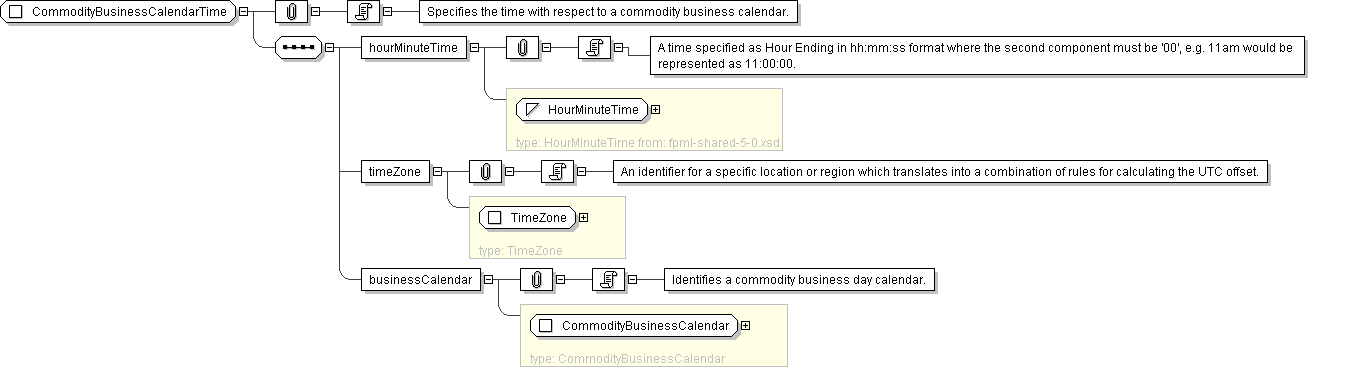 CommodityBusinessCalendarTime
Specifies the time with respect to a commodity business calendar.
hourMinuteTime
A time specified as Hour Ending in hh:mm:ss format where the second component must be '00', e.g. 11am would be
represented as 11:00:00.
HourMinuteTime
type: HourMinuteTime from: fpml-shared-5-0.xsd
timeZone
An identifier for a specific location or region which translates into a combination of rules for calculating the UTC offset.
TimeZone
type: TimeZone
businessCalendar
Identifies a commodity business day calendar.
CommodityBusinessCalendar
type: CommodityBusinessCalendar